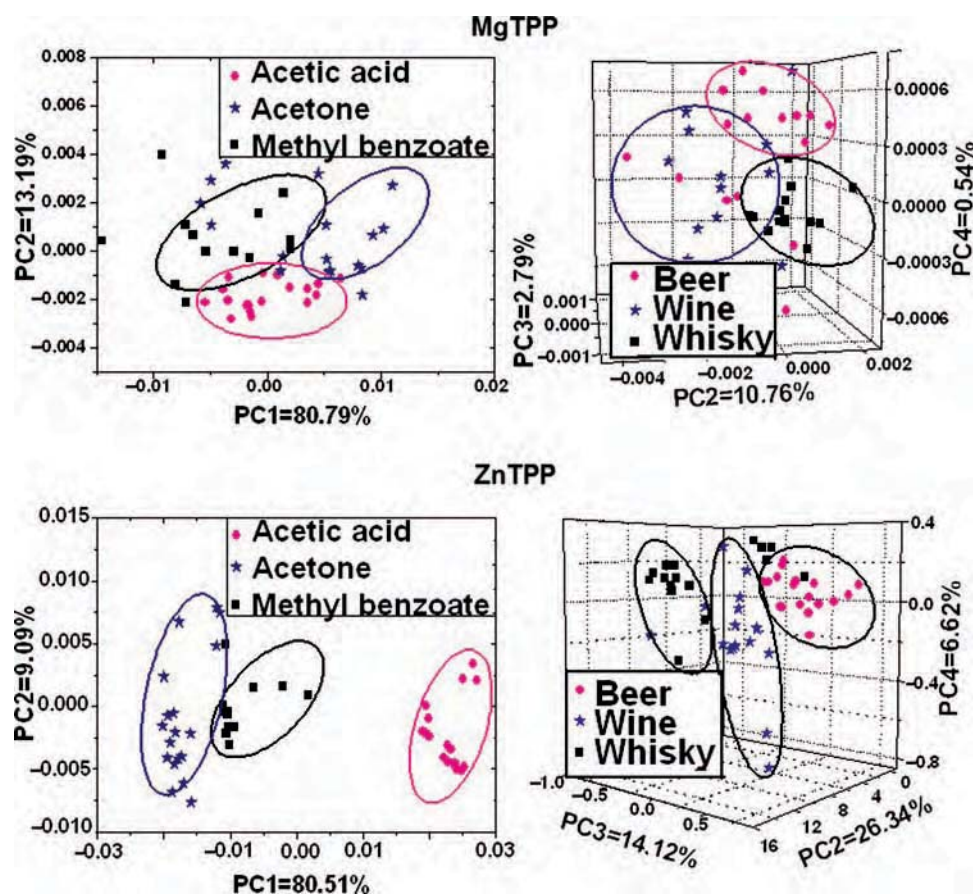 MgTPP
0.008
0.006
0.004
0.002
0.000
−0.002
−0.004
PC2=13.19%
Acetic acid
Acetone
Methyl benzoate
−0.01
0.00
0.01
0.02
PC1=80.79%
0.0006
0.0003
0.0000
−0.0003
−0.0006
PC4=0.54%
Beer
Wine
Whisky
PC3=2.79%
0.001
0.000
−0.001
−0.004
−0.002
0.000
0.002
PC2=10.76%
ZnTPP
0.015
0.010
0.005
0.000
−0.005
−0.010
PC2=9.09%
Acetic acid
Acetone
Methyl benzoate
−0.03
−0.01
0.00
0.01
0.03
PC1=80.51%
0.4
0.0
−0.4
−0.8
PC4=6.62%
Beer
Wine
Whisky
−1.0
−0.5
0.0
0.5
PC3=14.12%
16
12
8
4
0
PC2=26.34%